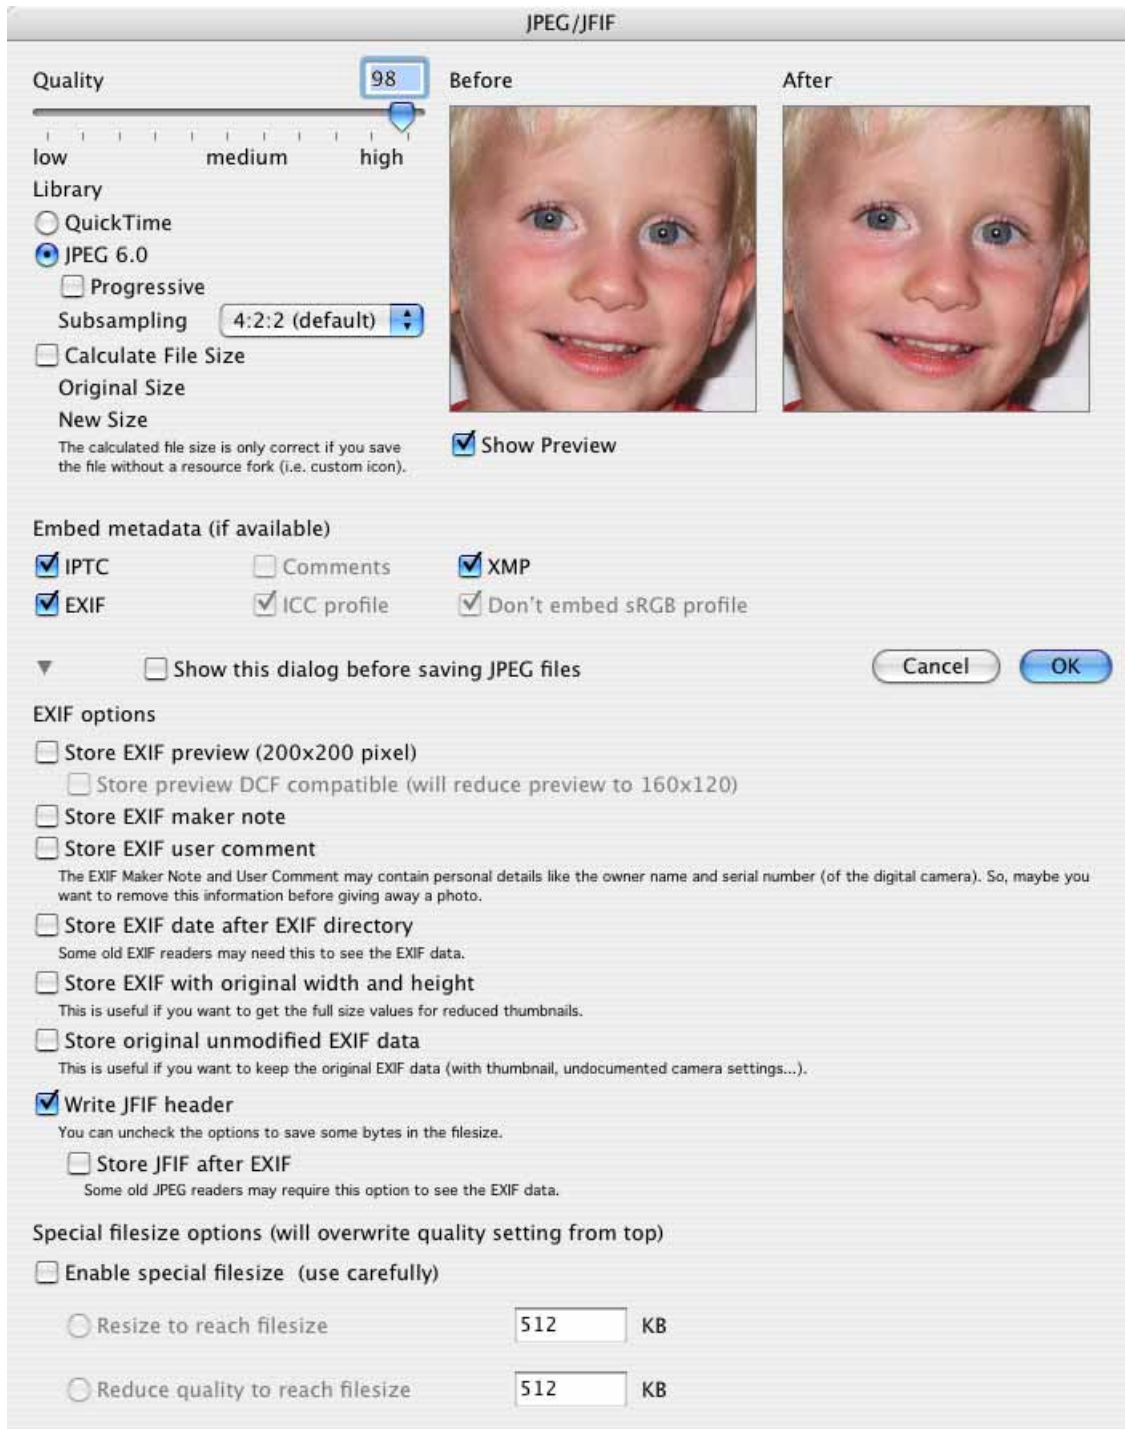 JPEG/JFIF
Quality
98
low medium high
Library
QuickTime
JPEG 6.0
Progressive
Subsampling 4:2:2 (default)
Calculate File Size
Original Size
New Size
The calculated file size is only correct if you save
the file without a resource fork (i.e. custom icon).
Before After
Show Preview
Embed metadata (if available)
IPTC Comments XMP
EXIF ICC profile Don't embed sRGB profile
Show this dialog before saving JPEG files Cancel OK
EXIF options
Store EXIF preview (200x200 pixel)
Store preview DCF compatible (will reduce preview to 160x120)
Store EXIF maker note
Store EXIF user comment
The EXIF Maker Note and User Comment may contain personal details like the owner name and serial number (of the digital camera). So, maybe you
want to remove this information before giving away a photo.
Store EXIF date after EXIF directory
Some old EXIF readers may need this to see the EXIF data.
Store EXIF with original width and height
This is useful if you want to get the full size values for reduced thumbnails.
Store original unmodified EXIF data
This is useful if you want to keep the original EXIF data (with thumbnail, undocumented camera settings...).
Write JFIF header
You can uncheck the options to save some bytes in the filesize.
Store JFIF after EXIF
Some old JPEG readers may require this option to see the EXIF data.
Special filesize options (will overwrite quality setting from top)
Enable special filesize (use carefully)
Resize to reach filesize 512 KB
Reduce quality to reach filesize 512 KB